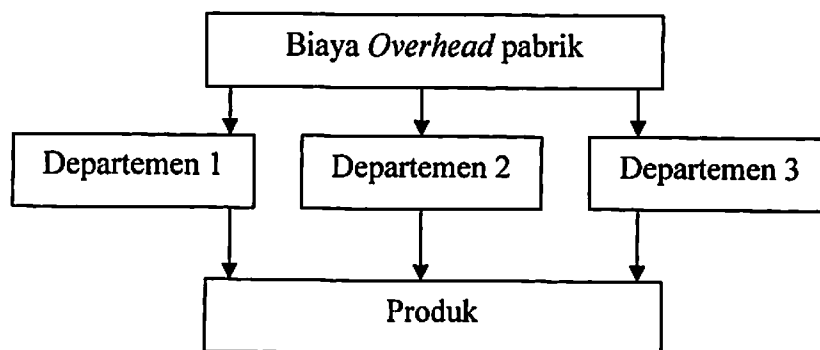 Biaya Overhead pabrik
Departemen 1
Departemen 2
Departemen 3
Produk